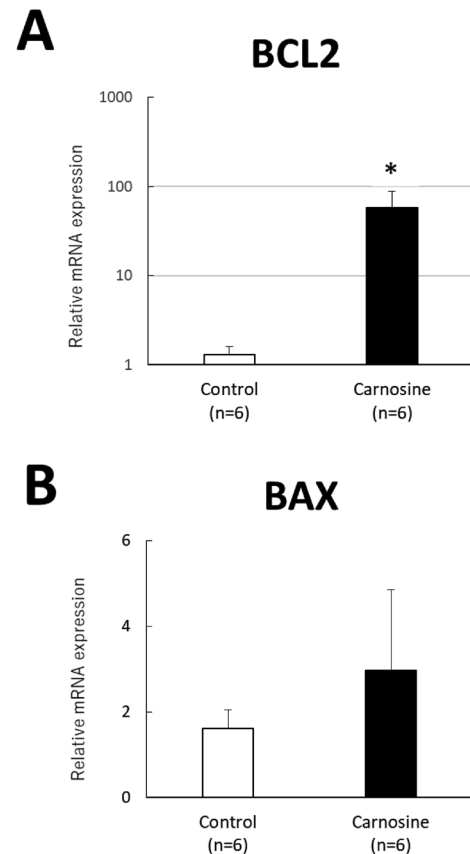 A
BCL2
Relative mRNA expression
1000
100
10
1
*
Control
(n=6)
Carnosine
(n=6)
B
BAX
Relative mRNA expression
6
4
2
0
Control
(n=6)
Carnosine
(n=6)